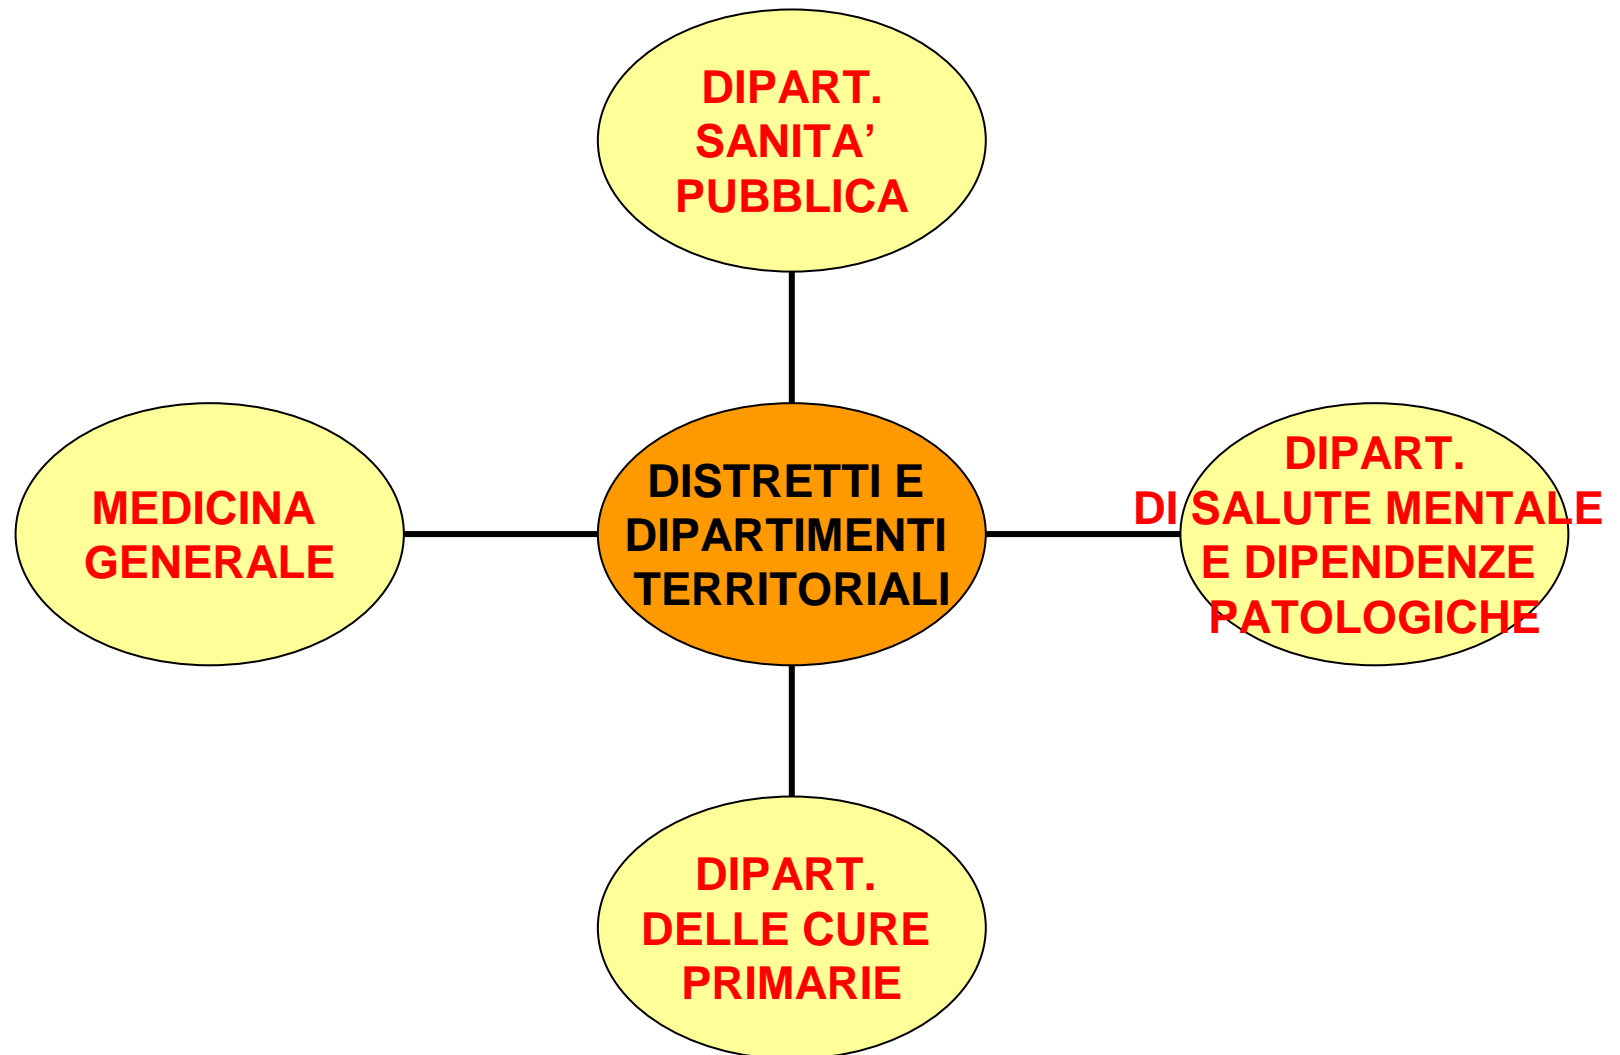 DIPART.
SANITA’
PUBBLICA
MEDICINA
GENERALE
DISTRETTI E
DIPARTIMENTI
TERRITORIALI
DIPART.
DI SALUTE MENTALE
E DIPENDENZE
PATOLOGICHE
DIPART.
DELLE CURE
PRIMARIE